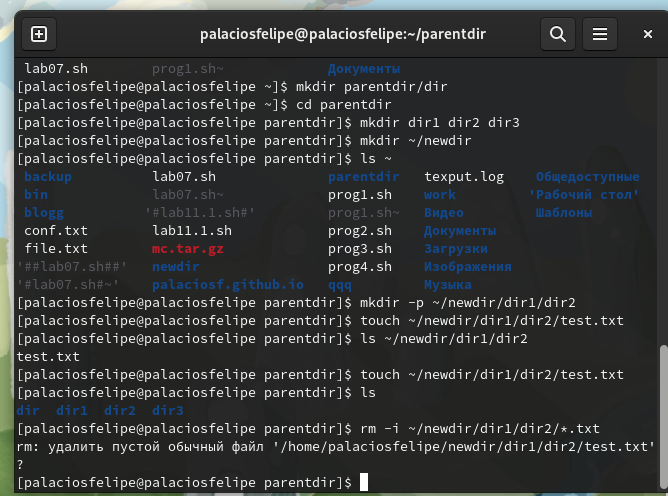 palaciosfelipe@palaciosfelipe:~/parentdir
lab07.sh prog1.sh~ Документы
[palaciosfelipe@palaciosfelipe ~]$ mkdir parentdir/dir
[palaciosfelipe@palaciosfelipe ~]$ cd parentdir
[palaciosfelipe@palaciosfelipe parentdir]$ mkdir dir1 dir2 dir3
[palaciosfelipe@palaciosfelipe parentdir]$ mkdir ~/newdir
[palaciosfelipe@palaciosfelipe parentdir]$ ls ~
backup lab07.sh parentdir texput.log Общедоступные
bin lab07.sh~ prog1.sh work 'Рабочий стол'
blogg '#lab11.1.sh#' prog1.sh~ Видео Шаблоны
conf.txt lab11.1.sh prog2.sh Документы
file.txt mc.tar.gz prog3.sh Загрузки
'##lab07.sh##' newdir prog4.sh Изображения
'#lab07.sh#~' palaciosf.github.io qqq Музыка
[palaciosfelipe@palaciosfelipe parentdir]$ mkdir -p ~/newdir/dir1/dir2
[palaciosfelipe@palaciosfelipe parentdir]$ touch ~/newdir/dir1/dir2/test.txt
[palaciosfelipe@palaciosfelipe parentdir]$ ls ~/newdir/dir1/dir2
test.txt
[palaciosfelipe@palaciosfelipe parentdir]$ touch ~/newdir/dir1/dir2/test.txt
[palaciosfelipe@palaciosfelipe parentdir]$ ls
dir dir1 dir2 dir3
[palaciosfelipe@palaciosfelipe parentdir]$ rm -i ~/newdir/dir1/dir2/*.txt
rm: удалить пустой обычный файл '/home/palaciosfelipe/newdir/dir1/dir2/test.txt'
?
[palaciosfelipe@palaciosfelipe parentdir]$